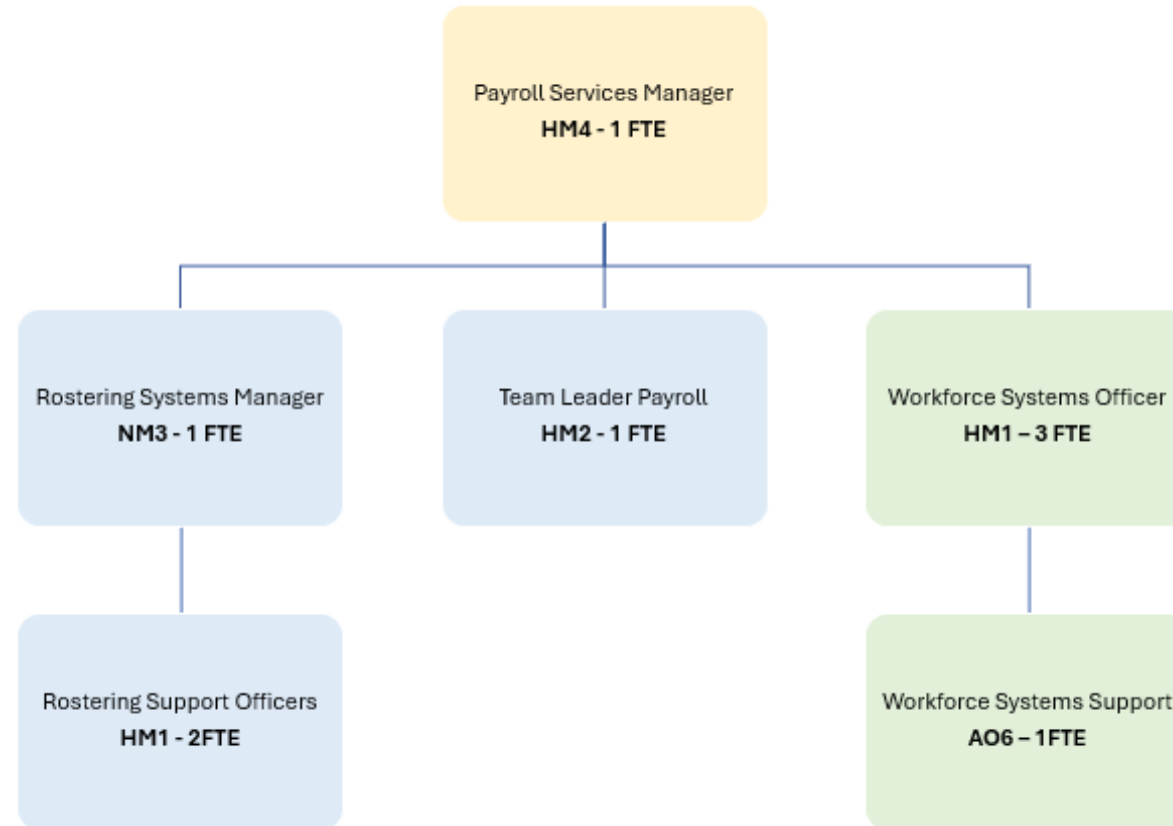 Payroll Services Manager
HM4 - 1 FTE
Rostering Systems Manager
NM3 - 1 FTE
Team Leader Payroll
HM2 - 1 FTE
Workforce Systems Officer
HM1 – 3 FTE
Rostering Support Officers
HM1 - 2FTE
Workforce Systems Support
AO6 – 1FTE